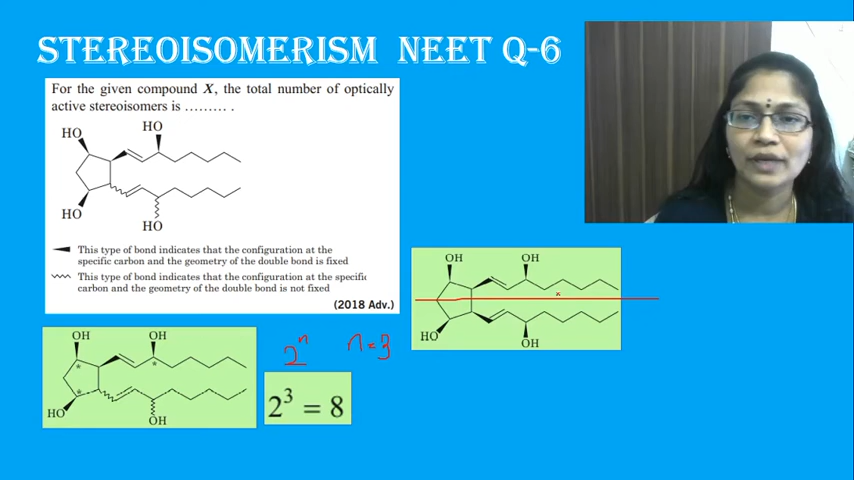 STEREOISOMERISM NEET Q-6
For the given compound X, the total number of optically
active stereoisomers is ......... .
HO
HO
HO
HO
This type of bond indicates that the configuration at the
specific carbon and the geometry of the double bond is fixed
This type of bond indicates that the configuration at the specific
carbon and the geometry of the double bond is not fixed
(2018 Adv.)
OH
OH
HO
OH
OH
OH
*
*
*
HO
OH
2ⁿ n=3
2³ = 8